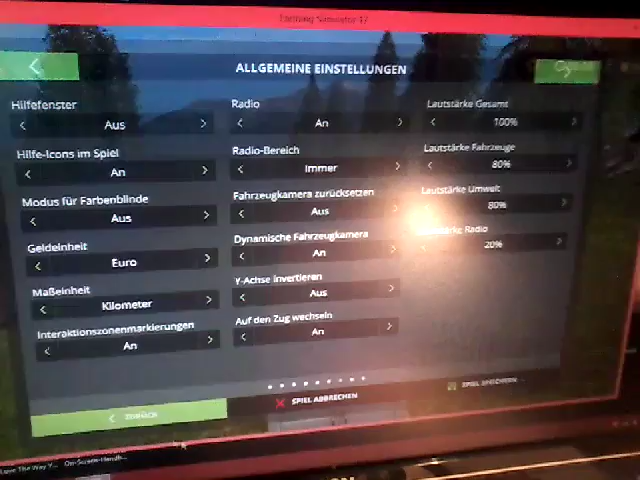 Farming Simulator 17
ALLGEMEINE EINSTELLUNGEN
Hilfefenster
Aus
Hilfe-Icons im Spiel
An
Modus für Farbenblinde
Aus
Geldeinheit
Euro
Maßeinheit
Kilometer
Interaktionszonenmarkierungen
An
Radio
An
Radio-Bereich
Immer
Fahrzeugkamera zurücksetzen
Aus
Dynamische Fahrzeugkamera
An
Y-Achse invertieren
Aus
Auf den Zug wechseln
An
Lautstärke Gesamt
100%
Lautstärke Fahrzeuge
80%
Lautstärke Umwelt
80%
Radio
20%
ZURÜCK
SPIEL ABBRECHEN
SPIEL SPEICHERN
Love The Way Y...